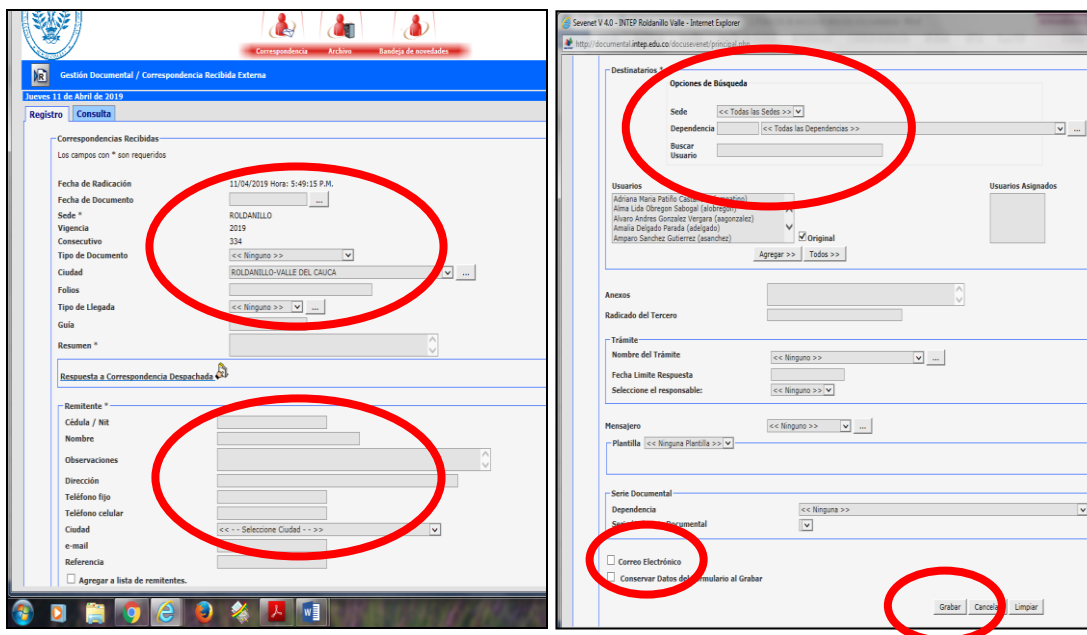 Correspondencia Archivo Bandeja de novedades
Gestión Documental / Correspondencia Recibida Externa
Jueves 11 de Abril de 2019
Registro Consulta
Correspondencias Recibidas
Los campos con * son requeridos
Fecha de Radicación 11/04/2019 Hora: 5:49:15 P.M.
Fecha de Documento ...
Sede * ROLDANILLO
Vigencia 2019
Consecutivo 334
Tipo de Documento << Ninguno >>
Ciudad ROLDANILLO-VALLE DEL CAUCA ...
Folios
Tipo de Llegada << Ninguno >> ...
Guía
Resumen *
Respuesta a Correspondencia Despachada
Remitente *
Cédula / Nit
Nombre
Observaciones
Dirección
Teléfono fijo
Teléfono celular
Ciudad << - - Seleccione Ciudad - - >>
e-mail
Referencia
Agregar a lista de remitentes.
Sevenet V 4.0 - INTEP Roldanillo Valle - Internet Explorer
http://documental.intep.edu.co/docusevenet/principal.php
Destinatarios *
Opciones de Búsqueda
Sede << Todas las Sedes >>
Dependencia << Todas las Dependencias >> ...
Buscar
Usuario
Usuarios Usuarios Asignados
Adriana Maria Patiño
Alma Lida Obregon Sabogal (alobregon)
Alvaro Andres Gonzalez Vergara (aagonzalez)
Amalia Delgado Parada (adelgado)
Amparo Sanchez Gutierrez (asanchez) Original
Agregar >> Todos >>
Anexos
Radicado del Tercero
Trámite
Nombre del Trámite << Ninguno >> ...
Fecha Limite Respuesta
Seleccione el responsable: << Ninguno >>
Mensajero << Ninguno >> ...
Plantilla << Ninguna Plantilla >>
Serie Documental
Dependencia << Ninguna >>
Documental
Correo Electrónico
Conservar Datos del Formulario al Grabar
Grabar Cancelar Limpiar